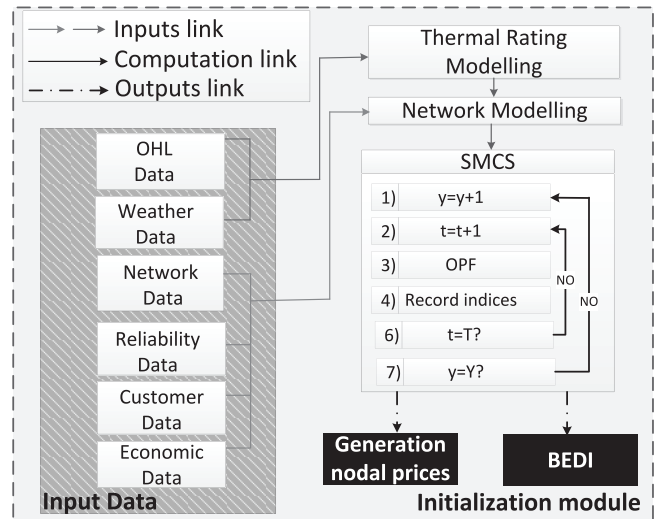 Inputs link
Computation link
Outputs link
Thermal Rating
Modelling
Network Modelling
OHL
Data
Weather
Data
Network
Data
Reliability
Data
Customer
Data
Economic
Data
Input Data
SMCS
1) y=y+1
2) t=t+1
3) OPF
4) Record indices
6) t=T?
7) y=Y?
NO
NO
Generation
nodal prices
BEDI
Initialization module